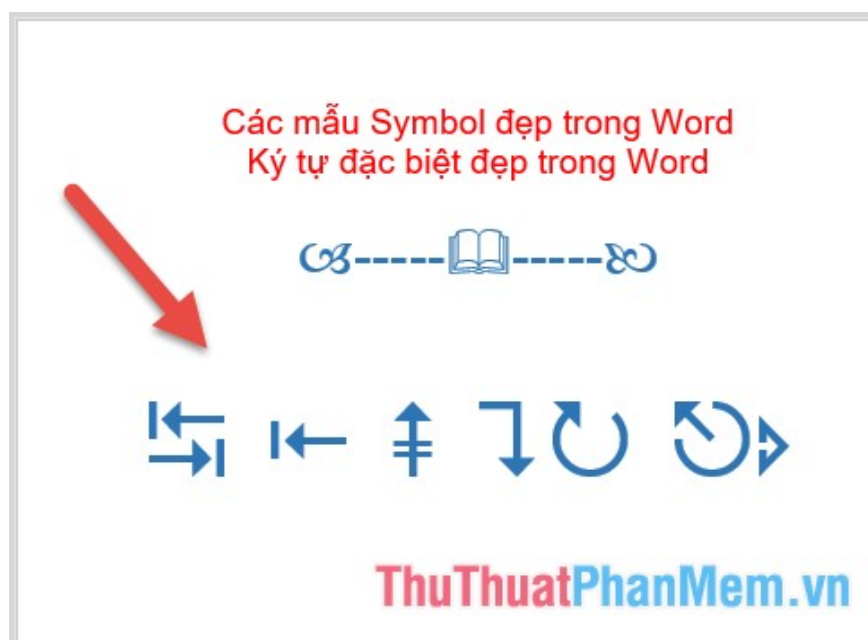 Các mẫu Symbol đẹp trong Word
Ký tự đặc biệt đẹp trong Word
-----🕮-----
↹ ⇤ ⇞ ↴ ↻ ⎋ ⌲
ThuThuatPhanMem.vn